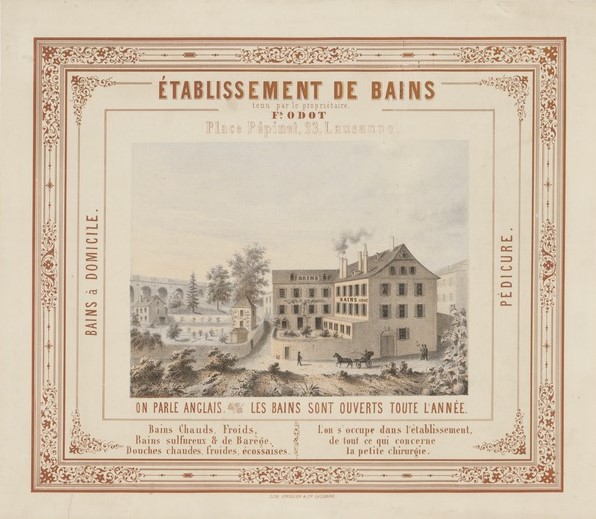 ÉTABLISSEMENT DE BAINS
tenu par le propriétaire.
Fs ODOT
Place Pépinet, 23, Lausanne.
BAINS à DOMICILE.
BAINS
BAINS
PÉDICURE.
ON PARLE ANGLAIS. LES BAINS SONT OUVERTS TOUTE L'ANNÉE.
Bains Chauds, Froids,
Bains sulfureux & de Barège,
Douches chaudes, froides, écossaises.
L'on s'occupe dans l'établissement,
de tout ce qui concerne
la petite chirurgie.